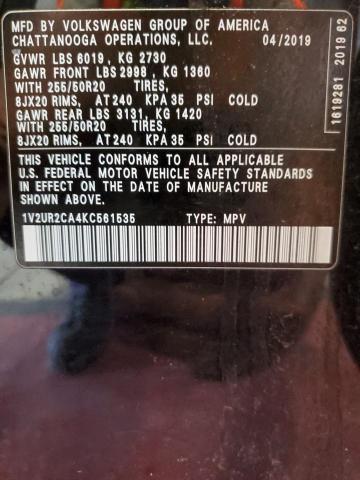 MFD BY VOLKSWAGEN GROUP OF AMERICA
CHATTANOOGA OPERATIONS, LLC. 04/2019
GVWR LBS 6019 , KG 2730
GAWR FRONT LBS 2998 , KG 1360
WITH 255/50R20 TIRES,
8JX20 RIMS, AT 240 KPA 35 PSI COLD
GAWR REAR LBS 3131, KG 1420
WITH 255/50R20 TIRES,
8JX20 RIMS, AT 240 KPA 35 PSI COLD
THIS VEHICLE CONFORMS TO ALL APPLICABLE
U.S. FEDERAL MOTOR VEHICLE SAFETY STANDARDS
IN EFFECT ON THE DATE OF MANUFACTURE
SHOWN ABOVE.
1V2UR2CA4KC561535 TYPE: MPV
1619281 2019 62